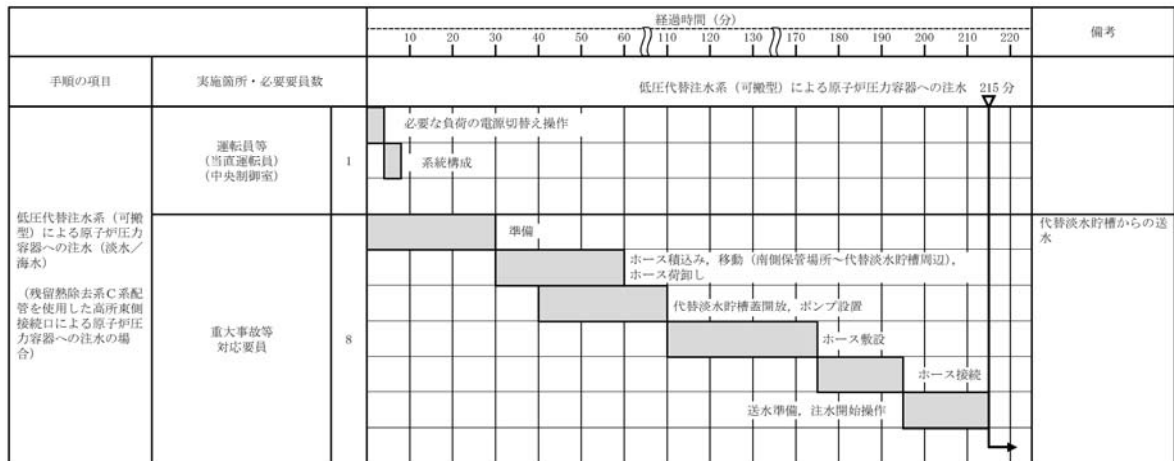 経過時間（分）
備考
10 20 30 40 50 60 110 120 130 170 180 190 200 210 220
手順の項目
実施箇所・必要要員数
低圧代替注水系（可搬型）による原子炉圧力容器への注水 215分
運転員等
（当直運転員）
（中央制御室）
1
必要な負荷の電源切替え操作
系統構成
低圧代替注水系（可搬
型）による原子炉圧力
容器への注水（淡水／
海水）
（残留熱除去系Ｃ系配
管を使用した高所東側
接続口による原子炉圧
力容器への注水の場
合）
重大事故等
対応要員
8
準備
ホース積込み，移動（南側保管場所～代替淡水貯槽周辺），
ホース荷卸し
代替淡水貯槽蓋開放，ポンプ設置
ホース敷設
ホース接続
送水準備，注水開始操作
代替淡水貯槽からの送
水